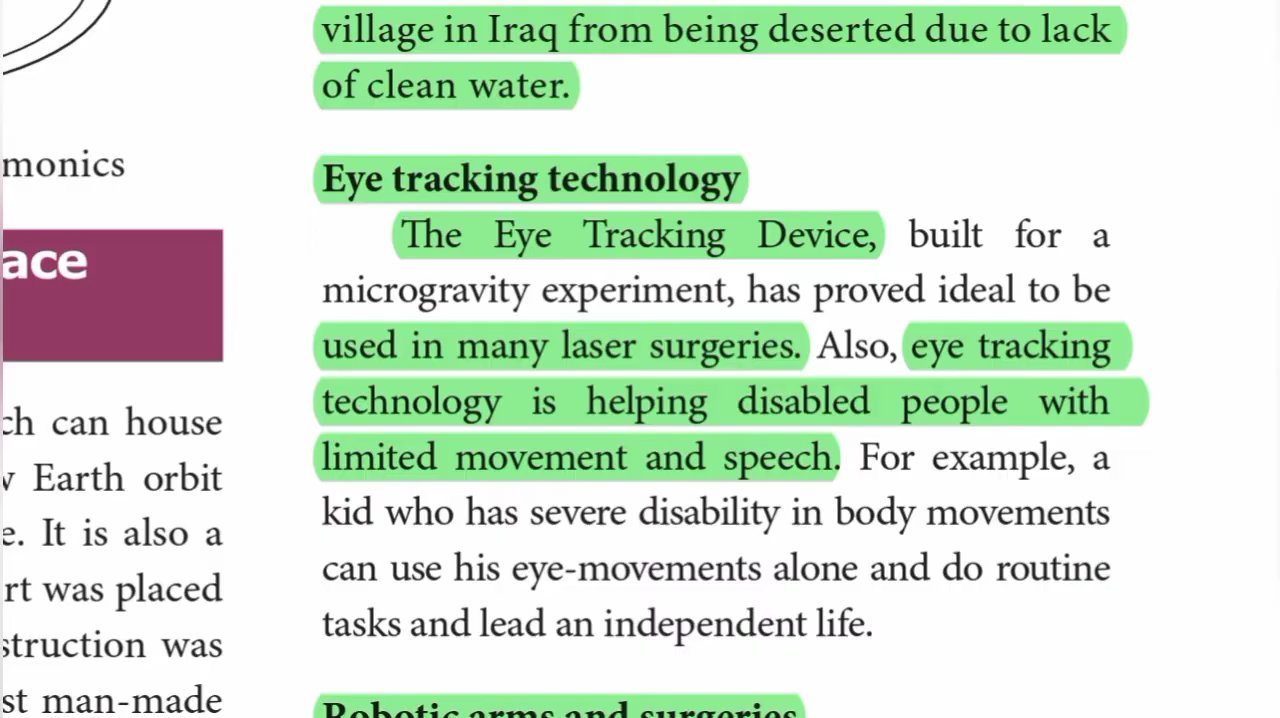 monics
ace
ch can house
Earth orbit
e. It is also a
rt was placed
struction was
st man-made
village in Iraq from being deserted due to lack
of clean water.
Eye tracking technology
The Eye Tracking Device, built for a
microgravity experiment, has proved ideal to be
used in many laser surgeries. Also, eye tracking
technology is helping disabled people with
limited movement and speech. For example, a
kid who has severe disability in body movements
can use his eye-movements alone and do routine
tasks and lead an independent life.
Robotic arms and surgeries